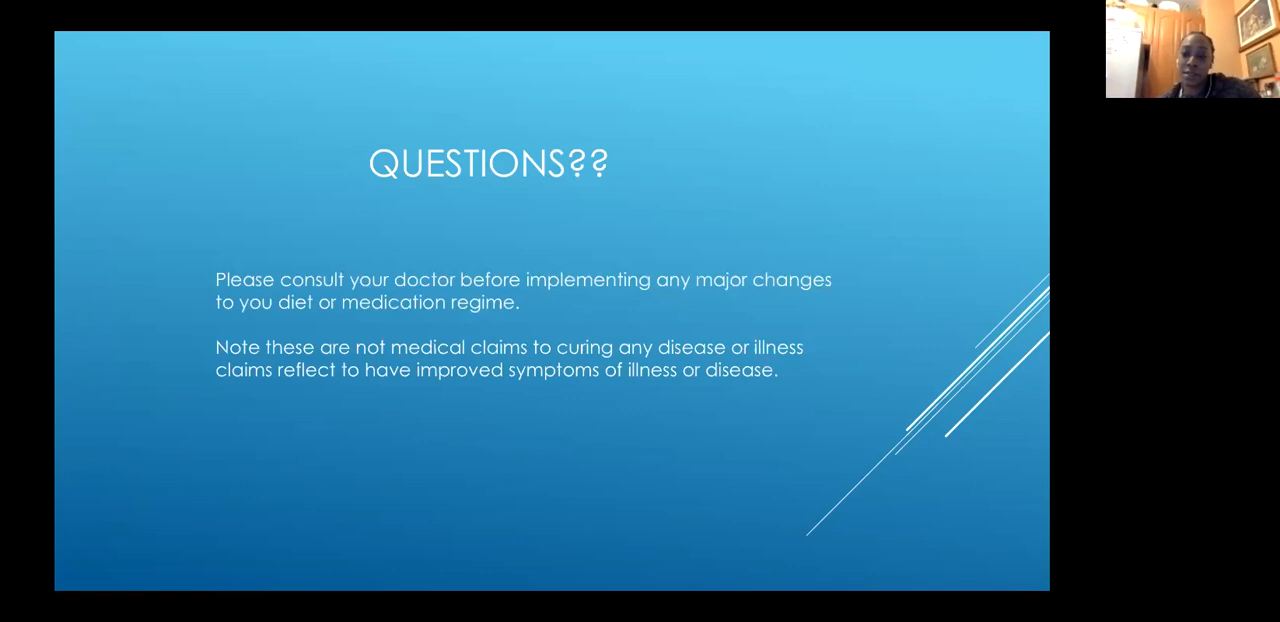 QUESTIONS??
Please consult your doctor before implementing any major changes
to you diet or medication regime.
Note these are not medical claims to curing any disease or illness
claims reflect to have improved symptoms of illness or disease.